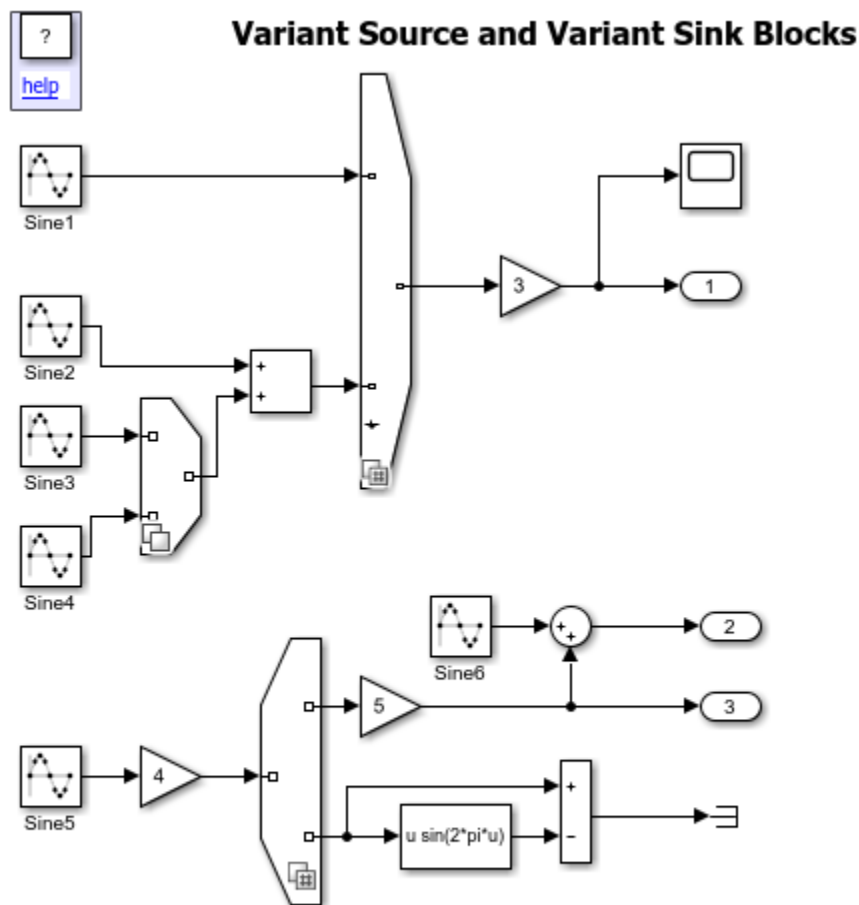 Variant Source and Variant Sink Blocks
?
help
Sine1
3
1
Sine2
+
+
Sine3
Sine4
Sine6
+
+
2
5
3
Sine5
4
+
u sin(2*pi*u)
−